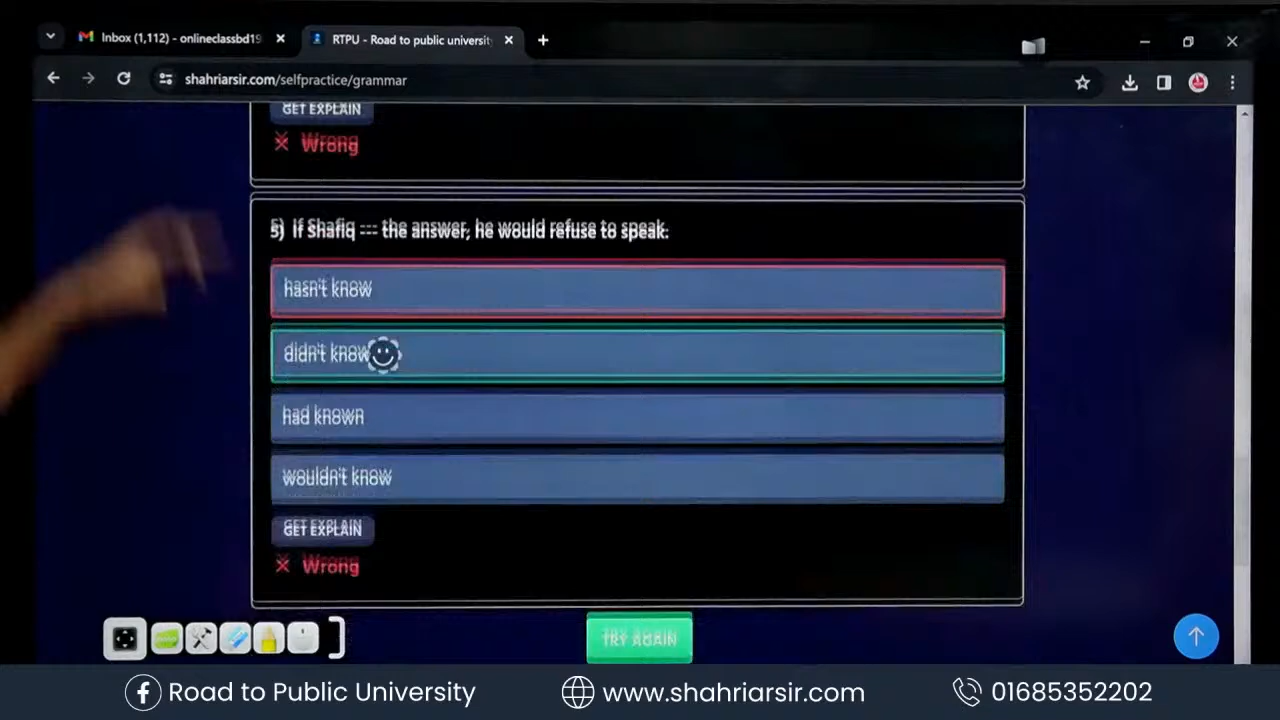 Inbox (1,112) - onlineclassbd19
RTPU - Road to public universit
shahriarsir.com/selfpractice/grammar
GET EXPLAIN
Wrong
5) If Shafiq --- the answer, he would refuse to speak.
hasn't know
didn't know
had known
wouldn't know
GET EXPLAIN
Wrong
TRY AGAIN
Road to Public University
www.shahriarsir.com
01685352202